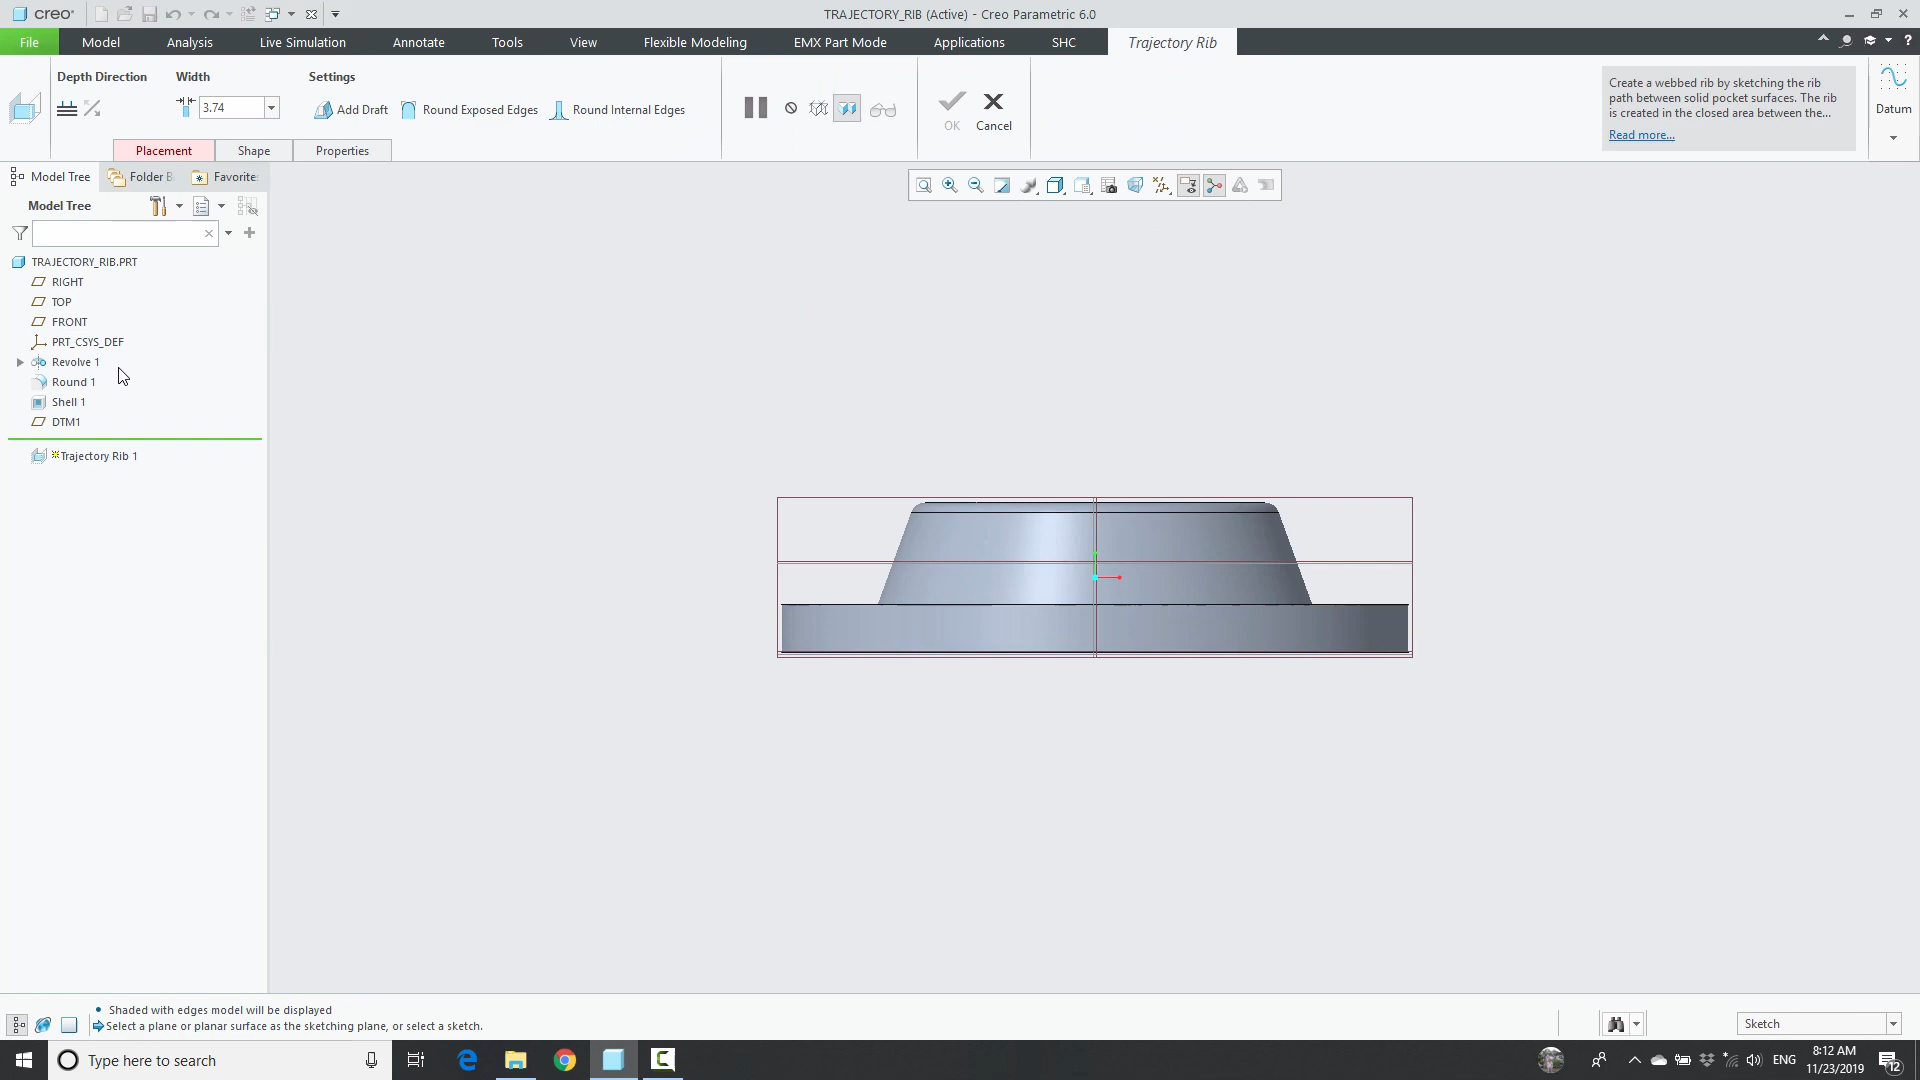 creo
TRAJECTORY_RIB (Active) - Creo Parametric 6.0
File
Model
Analysis
Live Simulation
Annotate
Tools
View
Flexible Modeling
EMX Part Mode
Applications
SHC
Trajectory Rib
Depth Direction
Width
Settings
3.74
Add Draft
Round Exposed Edges
Round Internal Edges
OK
Cancel
Create a webbed rib by sketching the rib
path between solid pocket surfaces. The rib
is created in the closed area between the...
Read more...
Datum
Placement
Shape
Properties
Model Tree
Folder B
Favorite
Model Tree
TRAJECTORY_RIB.PRT
RIGHT
TOP
FRONT
PRT_CSYS_DEF
Revolve 1
Round 1
Shell 1
DTM1
Trajectory Rib 1
Shaded with edges model will be displayed
Select a plane or planar surface as the sketching plane, or select a sketch.
Sketch
Type here to search
ENG
8:12 AM
11/23/2019
12